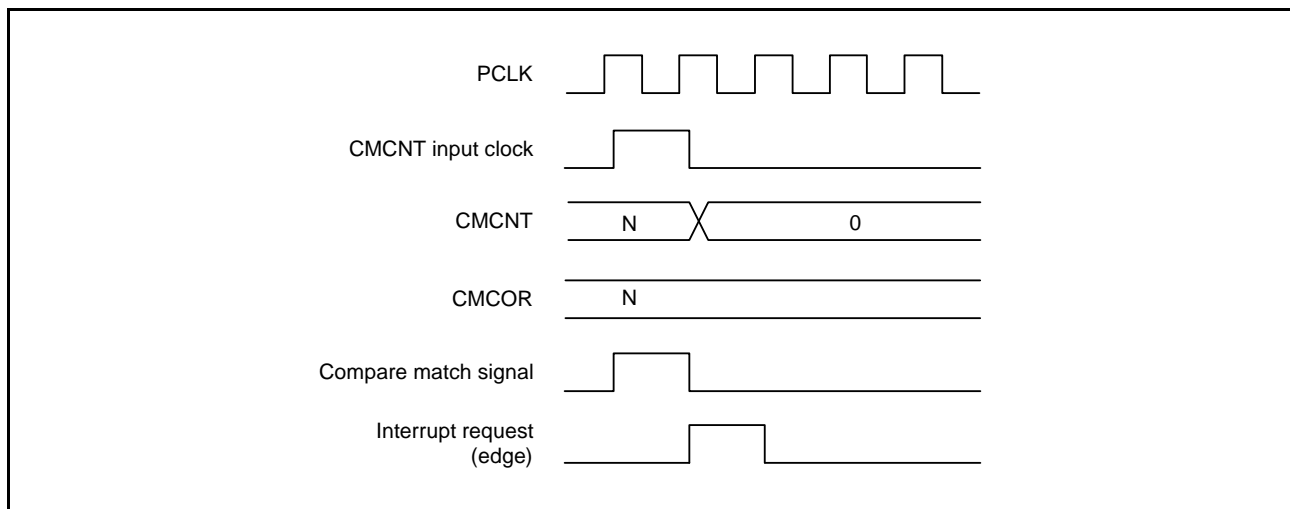 PCLK
CMCNT input clock
CMCNT
N
0
CMCOR
N
Compare match signal
Interrupt request
(edge)